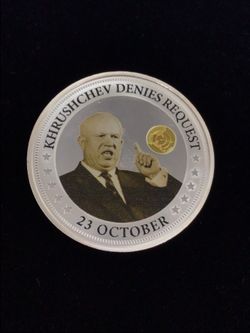 KHRUSHCHEV DENIES REQUEST
23 OCTOBER